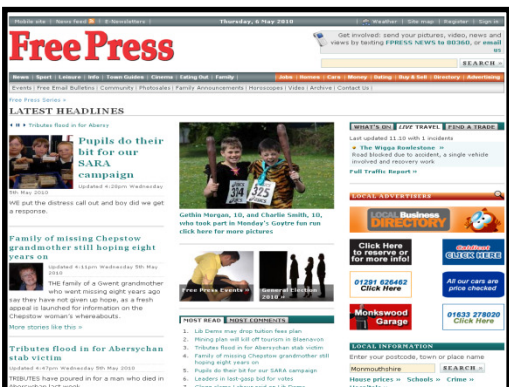 Mobile site | News feed | E-Newsletters |
Thursday, 6 May 2010
Weather | Site map | Register | Sign in
Free Press
Get involved: send your pictures, video, news and
views by texting FPRESS NEWS to 80360, or email
us
SEARCH »
News | Sport | Leisure | Info | Town Guides | Cinema | Eating Out | Family |
Jobs | Homes | Cars | Money | Dating | Buy & Sell | Directory | Advertising
Events | Free Email Bulletins | Community | Photosales | Family Announcements | Horoscopes | Video | Archive | Contact Us |
Free Press Series »
LATEST HEADLINES
Tributes flood in for Abersy
Pupils do their
bit for our
SARA
campaign
Updated 4:20pm Wednesday
5th May 2010
WE put the distress call out and boy did we get
a response.
Family of missing Chepstow
grandmother still hoping eight
years on
Updated 4:11pm Wednesday 5th May
2010
THE family of a Gwent grandmother
who went missing eight years ago
say they have not given up hope, as a fresh
appeal is launched for information on the
Chepstow woman's whereabouts.
More stories like this »
Tributes flood in for Abersychan
stab victim
Updated 4:47pm Wednesday 5th May 2010
TRIBUTES have poured in for a man who died in
Abersychan last week.
324 325
Gethin Morgan, 10, and Charlie Smith, 10,
who took part in Monday's Goytre fun run
click here for more pictures
Free Press Events »
General Election
2010 »
MOST READ | MOST COMMENTS
1. Lib Dems may drop tuition fees plan
2. Mining plan will kill off tourism in Blaenavon
3. Tributes flood in for Abersychan stab victim
4. Family of missing Chepstow grandmother still
hoping eight years on
5. Pupils do their bit for our SARA campaign
6. Leaders in last-gasp bid for votes
WHAT'S ON | LIVE TRAVEL | FIND A TRADE
Last updated 11:10 with 1 incidents
The Wigga Rowlestone »
Road blocked due to accident, a single vehicle
involved and recovery work
Full Traffic Report »
LOCAL ADVERTISERS
LOCAL Business
DIRECTORY
Click Here
to reserve or
for more info!
CLICK HERE
01291 626462
Click Here
All our cars are
price checked
Monkswood
Garage
01633 278020
Click Here
LOCAL INFORMATION
Enter your postcode, town or place name
Monmouthshire
SEARCH »
House prices » Schools » Crime »
Hospitals »